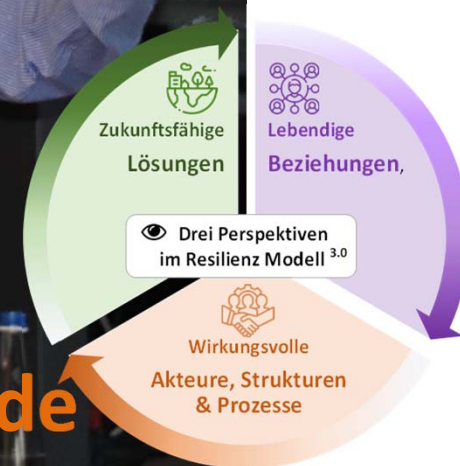 Zukunftsfähige
Lösungen
Lebendige
Beziehungen,
Drei Perspektiven
im Resilienz Modell 3.0
Wirkungsvolle
Akteure, Strukturen
& Prozesse
de